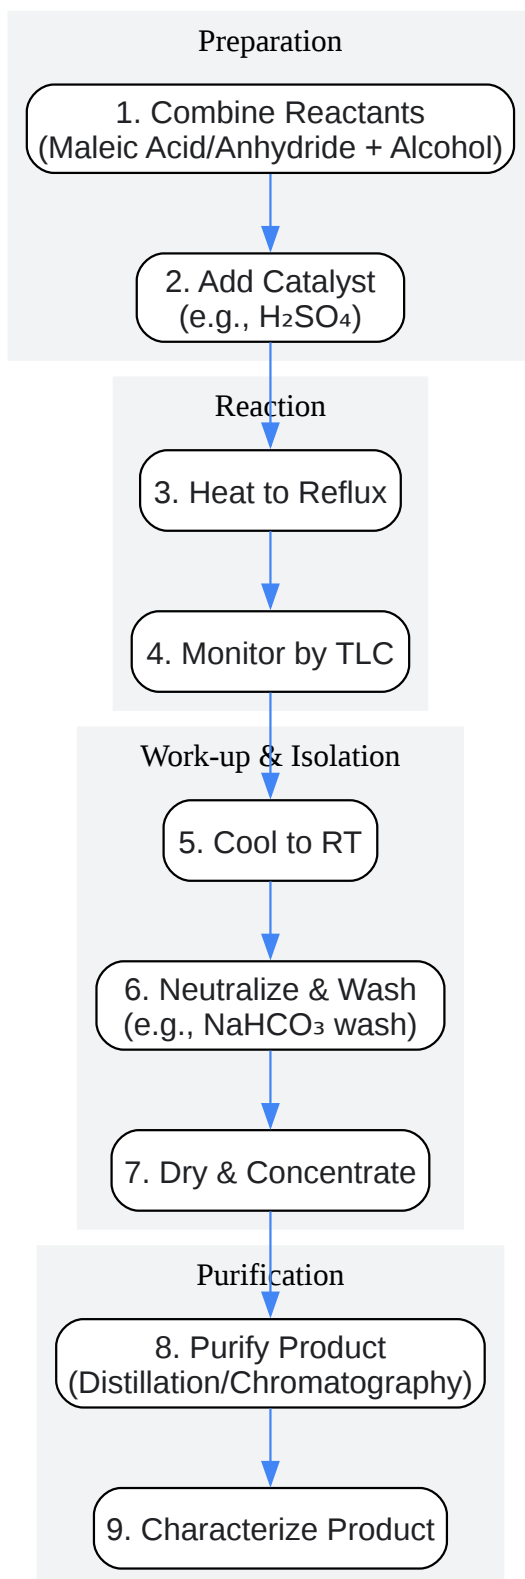 Preparation
1. Combine Reactants
(Maleic Acid/Anhydride + Alcohol)
2. Add Catalyst
(e.g., H₂SO₄)
Reaction
3. Heat to Reflux
4. Monitor by TLC
Work-up & Isolation
5. Cool to RT
6. Neutralize & Wash
(e.g., NaHCO₃ wash)
7. Dry & Concentrate
Purification
8. Purify Product
(Distillation/Chromatography)
9. Characterize Product